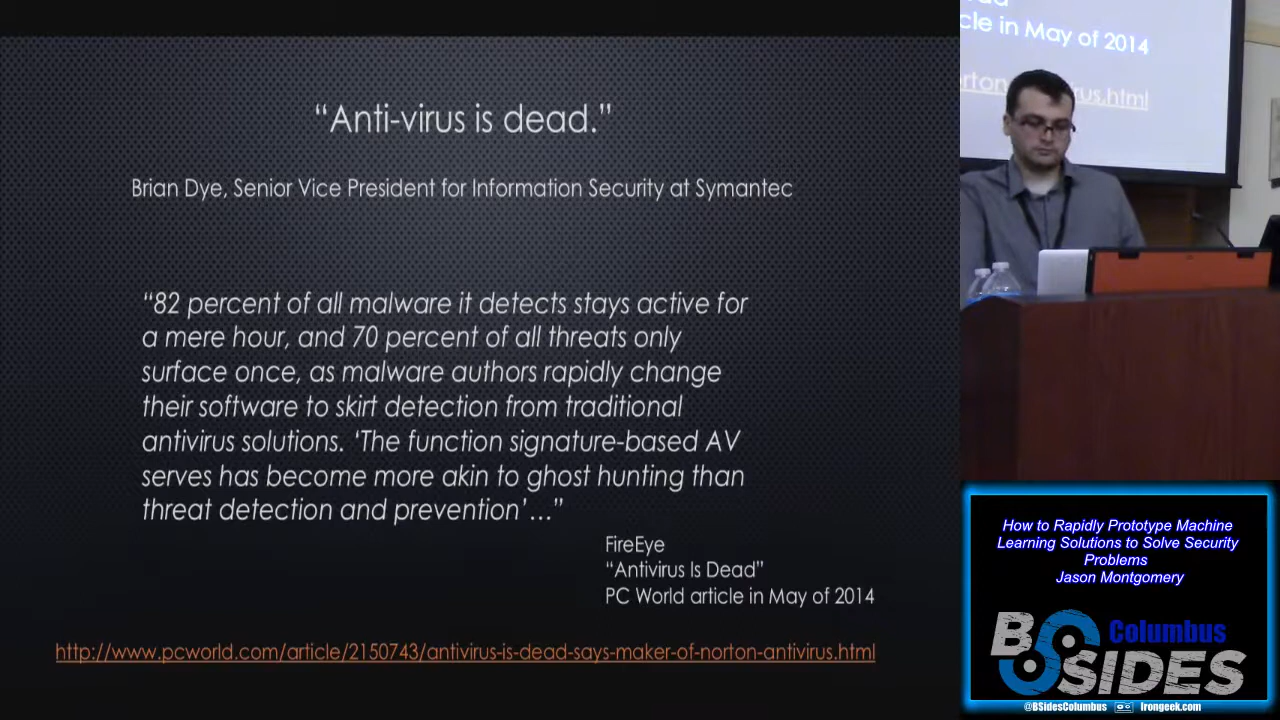 “Anti-virus is dead.”
Brian Dye, Senior Vice President for Information Security at Symantec
“82 percent of all malware it detects stays active for
a mere hour, and 70 percent of all threats only
surface once, as malware authors rapidly change
their software to skirt detection from traditional
antivirus solutions. ‘The function signature-based AV
serves has become more akin to ghost hunting than
threat detection and prevention’…”
FireEye
“Antivirus Is Dead”
PC World article in May of 2014
http://www.pcworld.com/article/2150743/antivirus-is-dead-says-maker-of-norton-antivirus.html
cle in May of 2014
rus.html
How to Rapidly Prototype Machine
Learning Solutions to Solve Security
Problems
Jason Montgomery
BSIDES Columbus
@BSidesColumbus Irongeek.com